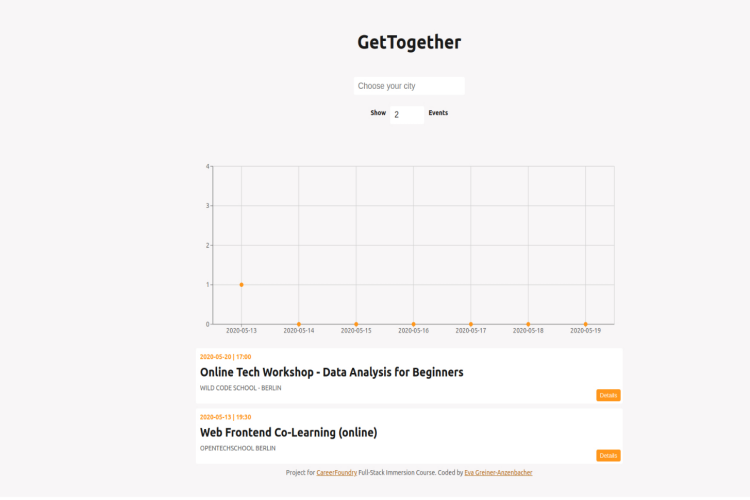 GetTogether
Choose your city
Show 2 Events
4
3
2
1
0
2020-05-13 2020-05-14 2020-05-15 2020-05-16 2020-05-17 2020-05-18 2020-05-19
2020-05-20 | 17:00
Online Tech Workshop - Data Analysis for Beginners
WILD CODE SCHOOL - BERLIN
Details
2020-05-13 | 19:30
Web Frontend Co-Learning (online)
OPENTECHSCHOOL BERLIN
Details
Project for CareerFoundry Full-Stack Immersion Course. Coded by Eva Greiner-Anzenbacher